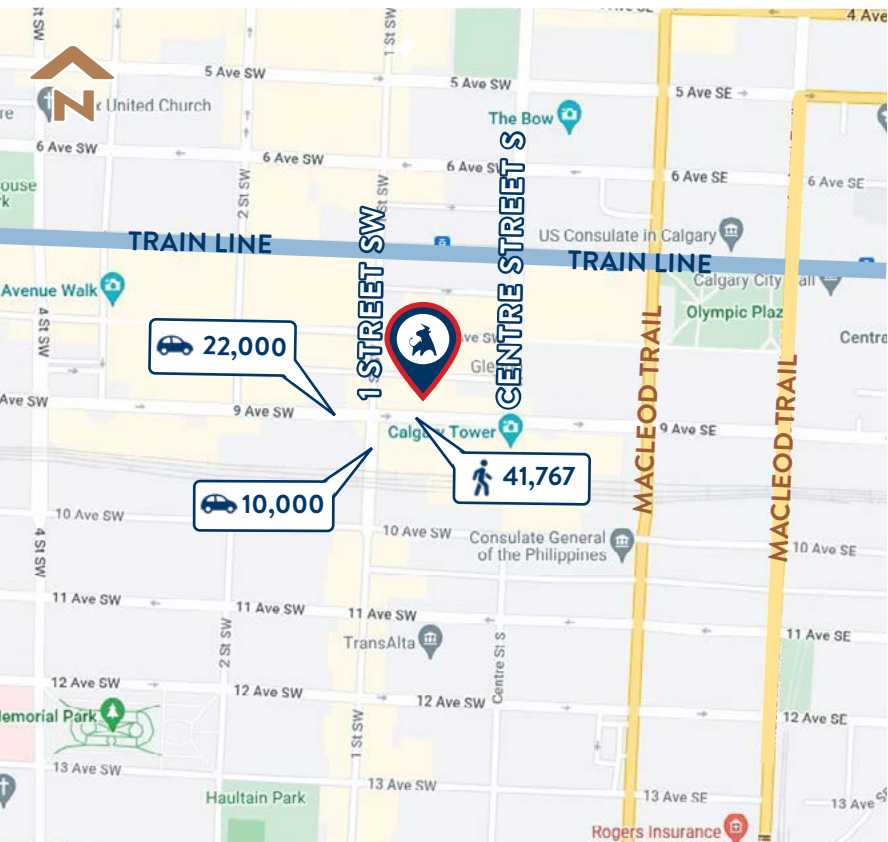 4 St SW
1 St SW
4 Ave
5 Ave SW
5 Ave SW
5 Ave SE
N
United Church
The Bow
6 Ave SW
6 Ave SW
6 Ave SE
6 Ave SE
2 St SW
St SW
TRAIN LINE
US Consulate in Calgary
TRAIN LINE
Calgary City
1 STREET SW
CENTRE STREET S
Avenue Walk
Olympic Plaz
4 St SW
22,000
MACLEOD TRAIL
MACLEOD TRAIL
Ave SW
9 Ave SW
Calgary Tower
9 Ave SE
41,767
10,000
10 Ave SW
10 Ave SW
Consulate General
of the Philippines
10 Ave SE
4 St SW
11 Ave SW
11 Ave SW
11 Ave SW
11 Ave SE
2 St SW
TransAlta
Centre St S
12 Ave SW
12 Ave SW
12 Ave SW
12 Ave SE
emorial Park
1 St SW
13 Ave SW
13 Ave SW
13 Ave SE
13 Ave SE
Haultain Park
Rogers Insurance